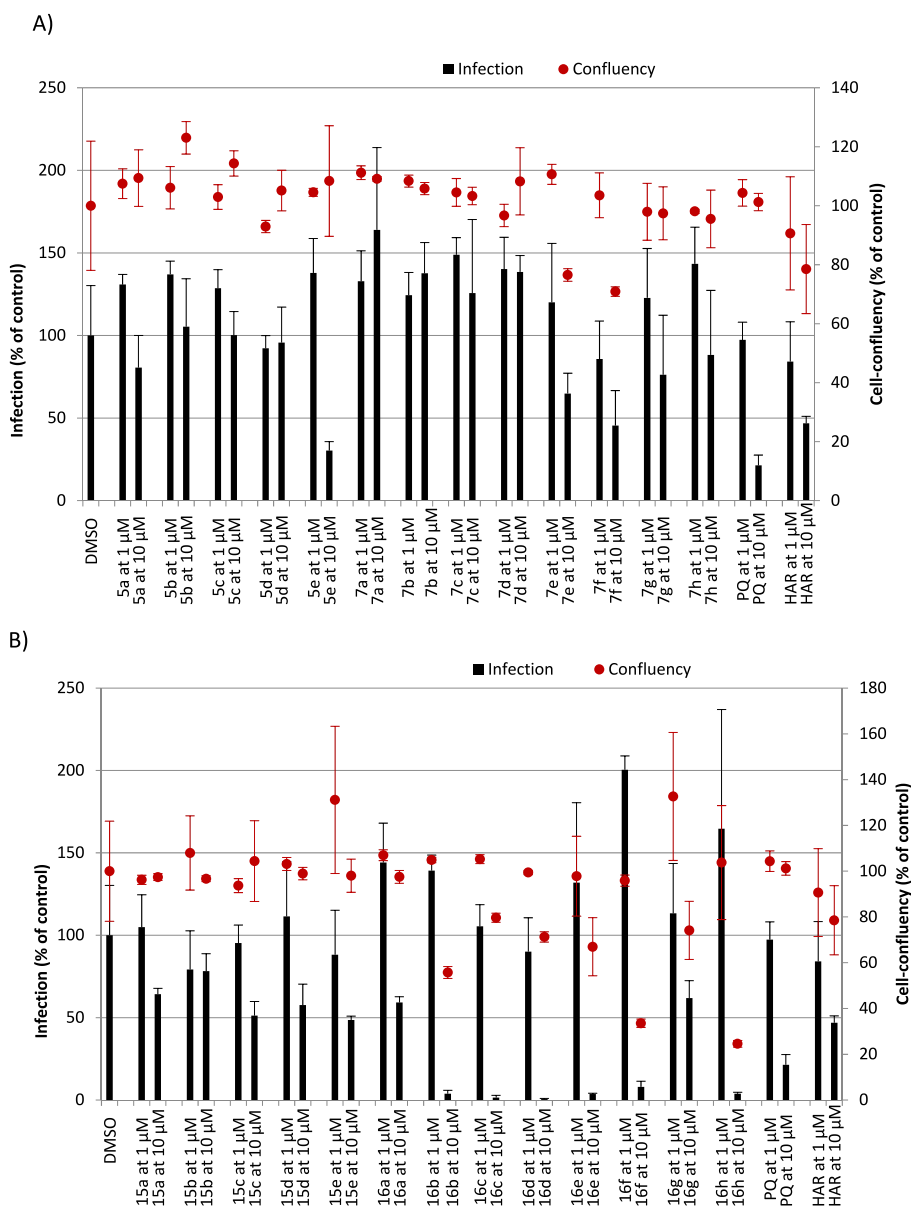 A)
Infection
Confluency
250
200
150
100
50
0
Infection (% of control)
140
120
100
80
60
40
20
0
Cell-confluency (% of control)
DMSO
5a at 1 µM
5a at 10 µM
5b at 1 µM
5b at 10 µM
5c at 1 µM
5c at 10 µM
5d at 1 µM
5d at 10 µM
5e at 1 µM
5e at 10 µM
7a at 1 µM
7a at 10 µM
7b at 1 µM
7b at 10 µM
7c at 1 µM
7c at 10 µM
7d at 1 µM
7d at 10 µM
7e at 1 µM
7e at 10 µM
7f at 1 µM
7f at 10 µM
7g at 1 µM
7g at 10 µM
7h at 1 µM
7h at 10 µM
PQ at 1 µM
PQ at 10 µM
HAR at 1 µM
HAR at 10 µM
B)
Infection
Confluency
250
200
150
100
50
0
Infection (% of control)
180
160
140
120
100
80
60
40
20
0
Cell-confluency (% of control)
DMSO
15a at 1 µM
15a at 10 µM
15b at 1 µM
15b at 10 µM
15c at 1 µM
15c at 10 µM
15d at 1 µM
15d at 10 µM
15e at 1 µM
15e at 10 µM
16a at 1 µM
16a at 10 µM
16b at 1 µM
16b at 10 µM
16c at 1 µM
16c at 10 µM
16d at 1 µM
16d at 10 µM
16e at 1 µM
16e at 10 µM
16f at 1 µM
16f at 10 µM
16g at 1 µM
16g at 10 µM
16h at 1 µM
16h at 10 µM
PQ at 1 µM
PQ at 10 µM
HAR at 1 µM
HAR at 10 µM